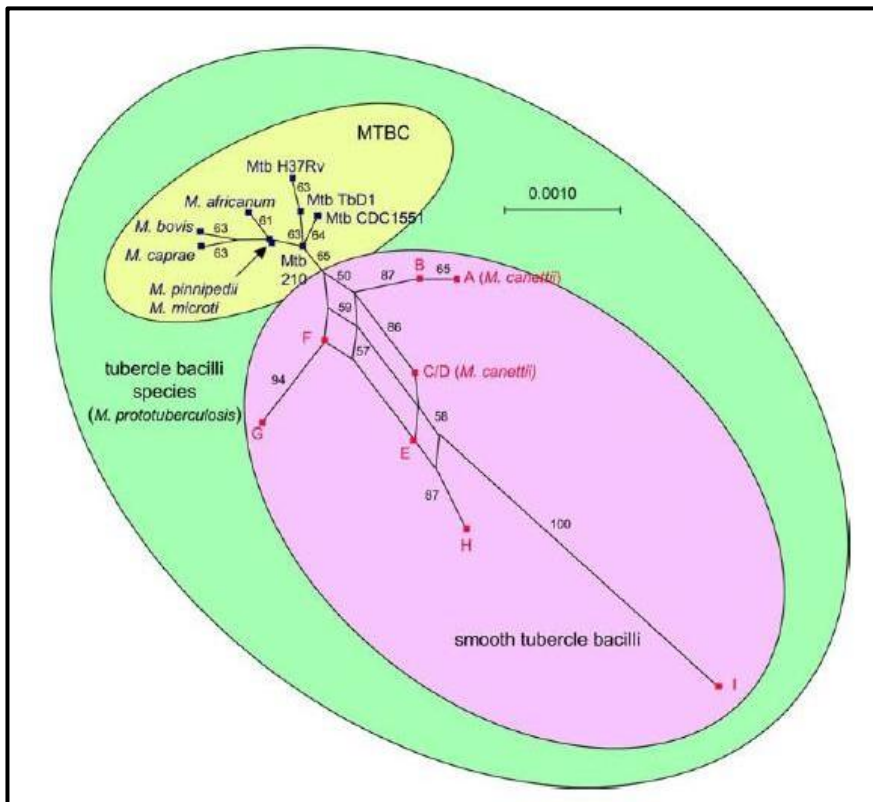 MTBC
Mtb H37Rv
0.0010
63
M. africanum
Mtb TbD1
Mtb CDC1551
61
M. bovis
63
63
64
M. caprae
63
Mtb
210
65
M. pinnipedii
M. microti
50
87
B
65
A (M. canettii)
59
86
F
57
C/D (M. canettii)
tubercle bacilli
species
(M. prototuberculosis)
94
58
G
E
87
100
H
smooth tubercle bacilli
I